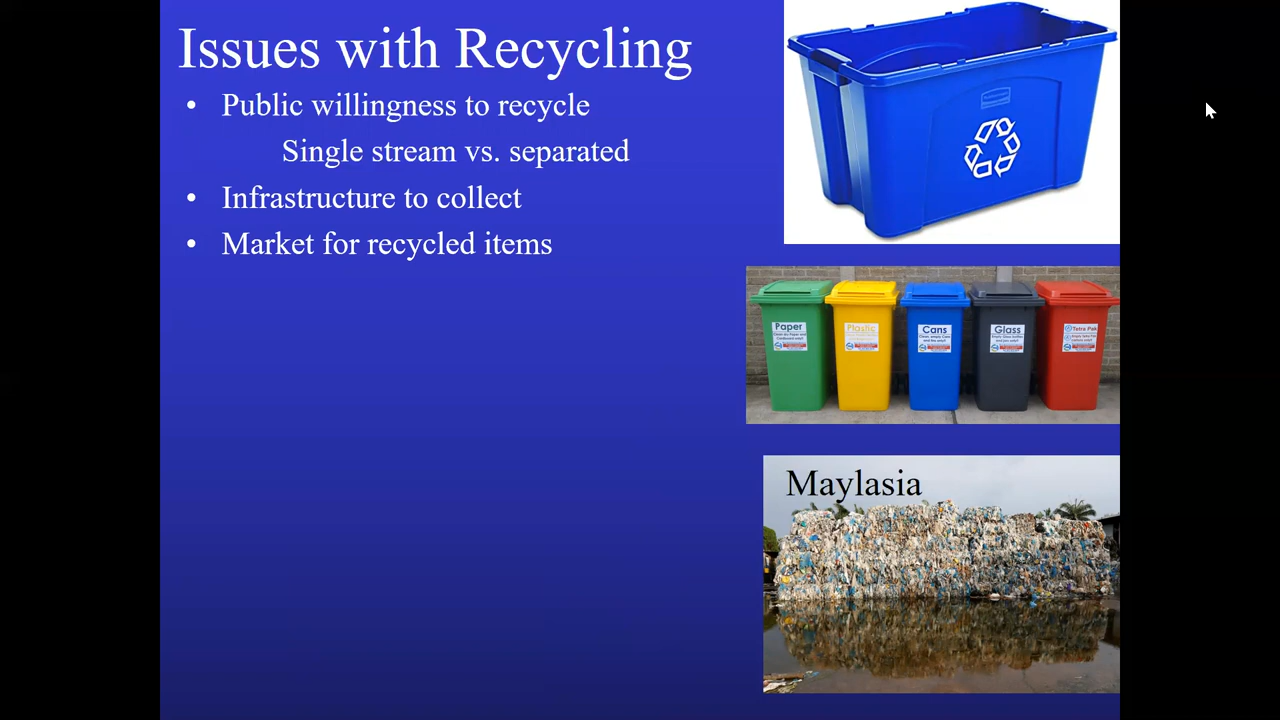 Issues with Recycling
• Public willingness to recycle
Single stream vs. separated
• Infrastructure to collect
• Market for recycled items
Paper
Plastic
Cans
Glass
Tetra Pak
Maylasia